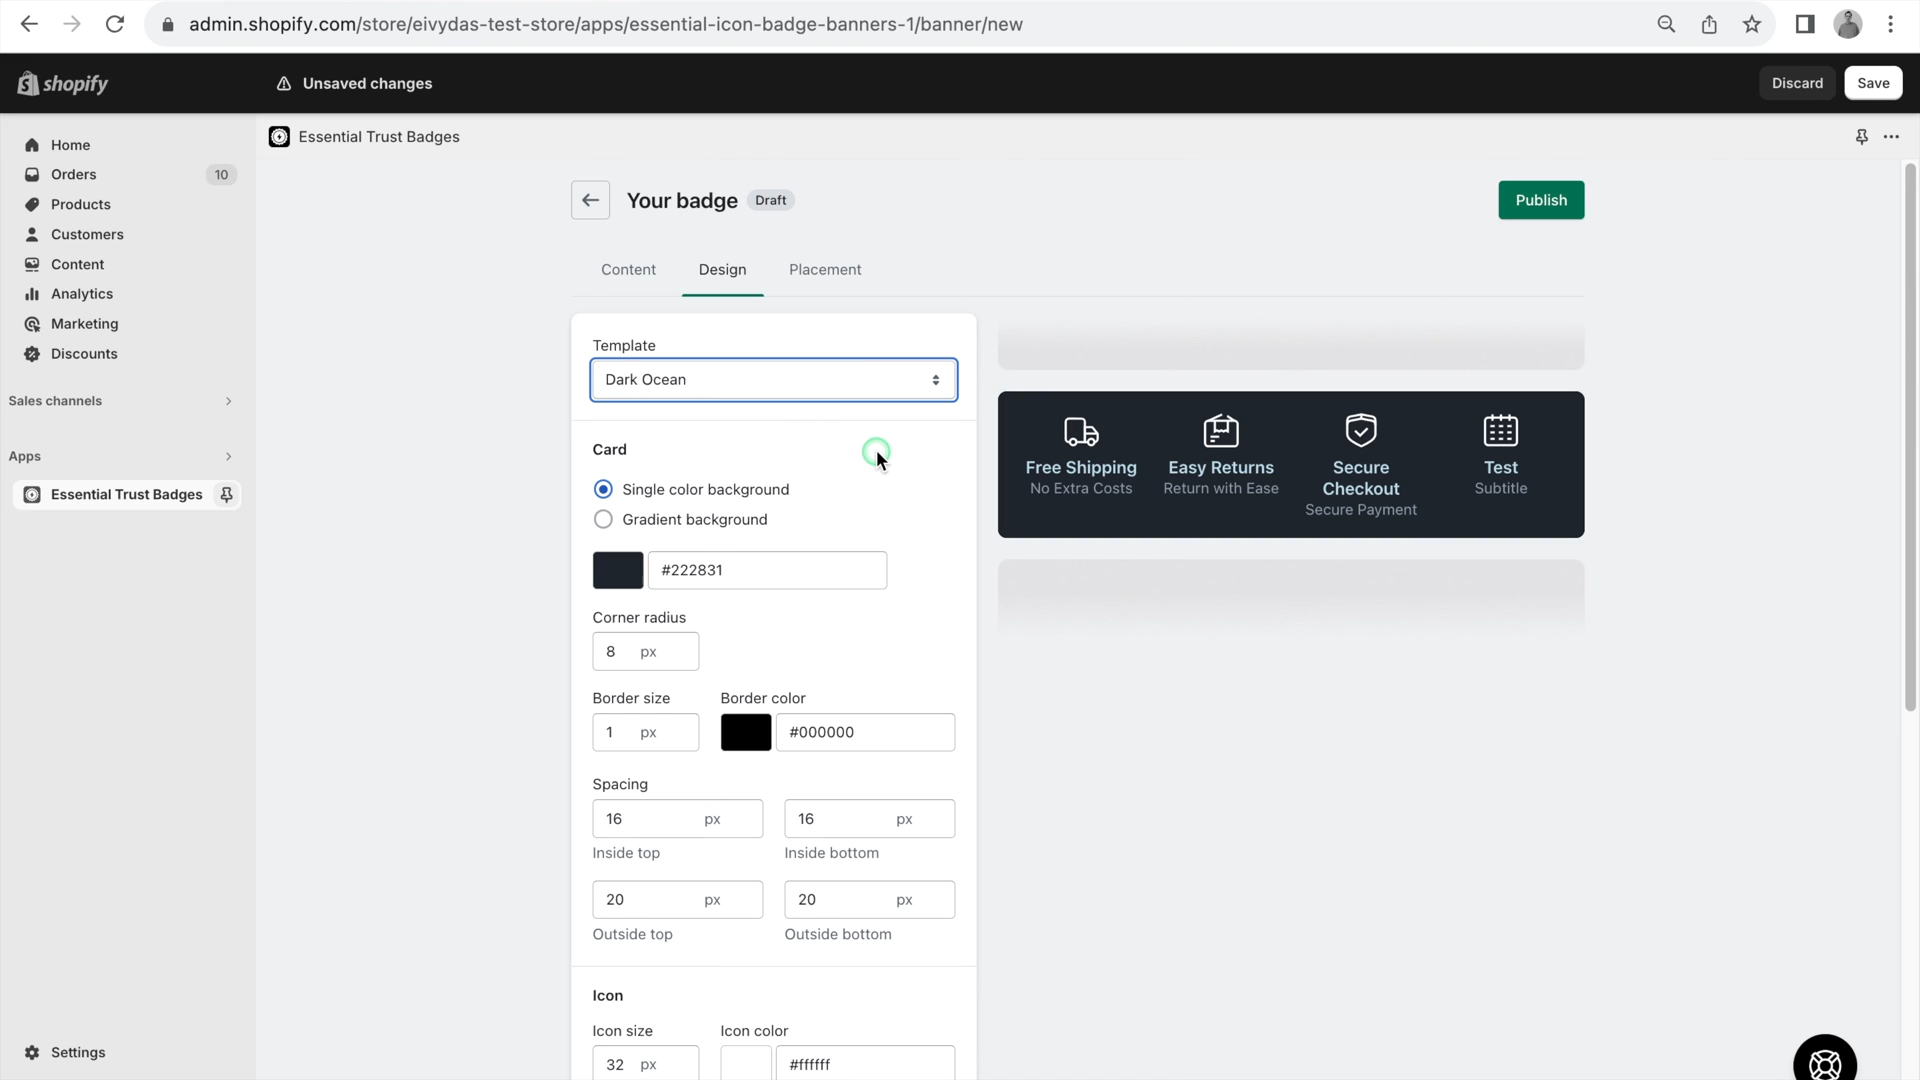 admin.shopify.com/store/eivydas-test-store/apps/essential-icon-badge-banners-1/banner/new
shopify
Unsaved changes
Discard
Save
Home
Orders
10
Products
Customers
Content
Analytics
Marketing
Discounts
Sales channels
Apps
Essential Trust Badges
Settings
Essential Trust Badges
Your badge
Draft
Publish
Content
Design
Placement
Template
Dark Ocean
Card
Single color background
Gradient background
#222831
Corner radius
8 px
Border size
Border color
1 px
#000000
Spacing
16 px
16 px
Inside top
Inside bottom
20 px
20 px
Outside top
Outside bottom
Icon
Icon size
Icon color
32 px
#ffffff
Free Shipping
No Extra Costs
Easy Returns
Return with Ease
Secure
Checkout
Secure Payment
Test
Subtitle